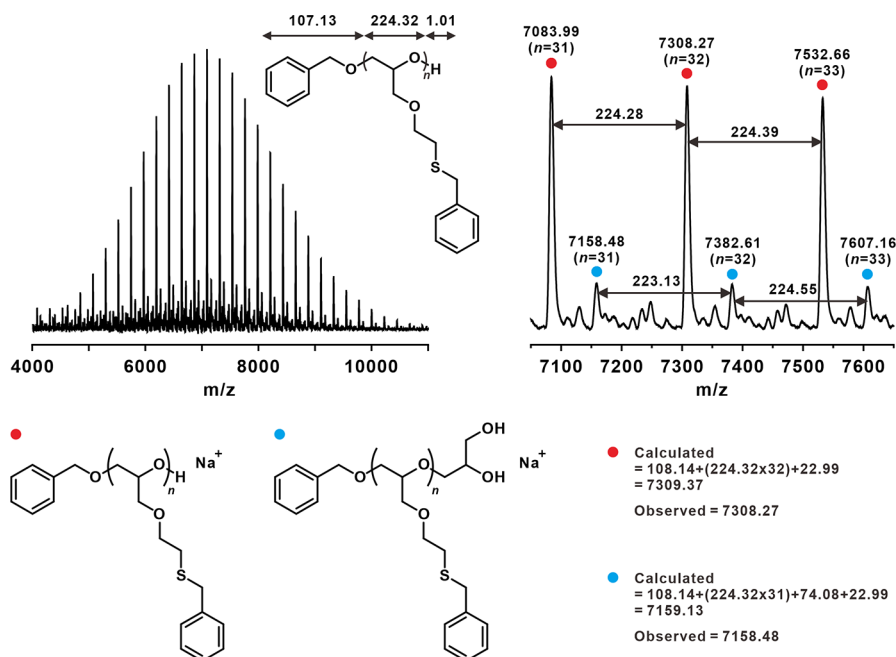 107.13 224.32 1.01
O
O
n
H
O
S
4000 6000 8000 10000
m/z
7083.99
(n=31)
7308.27
(n=32)
7532.66
(n=33)
224.28
224.39
7158.48
(n=31)
7382.61
(n=32)
7607.16
(n=33)
223.13
224.55
7100 7200 7300 7400 7500 7600
m/z
O
O
n
H
Na+
O
S
OH
O
O
n
OH
Na+
O
S
Calculated
= 108.14+(224.32x32)+22.99
= 7309.37
Observed = 7308.27
Calculated
= 108.14+(224.32x31)+74.08+22.99
= 7159.13
Observed = 7158.48